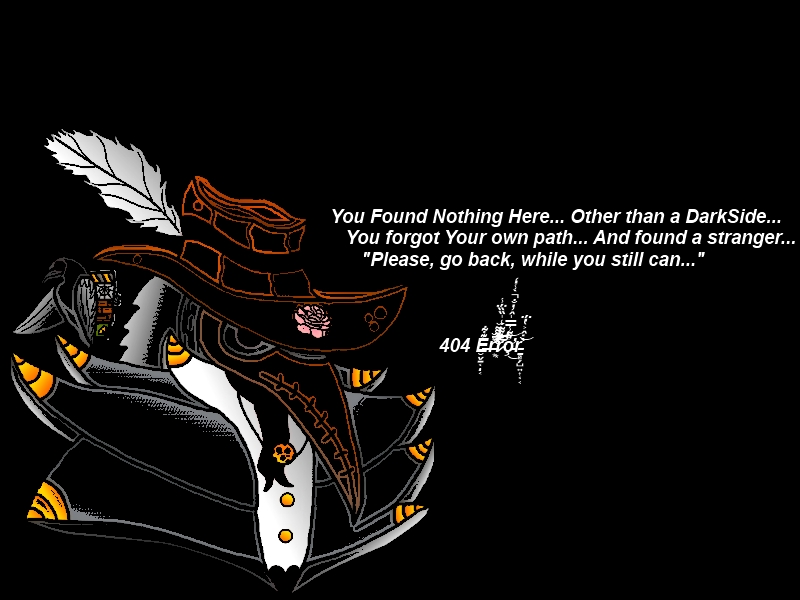 You Found Nothing Here... Other than a DarkSide...
You forgot Your own path... And found a stranger...
"Please, go back, while you still can..."
404 Error